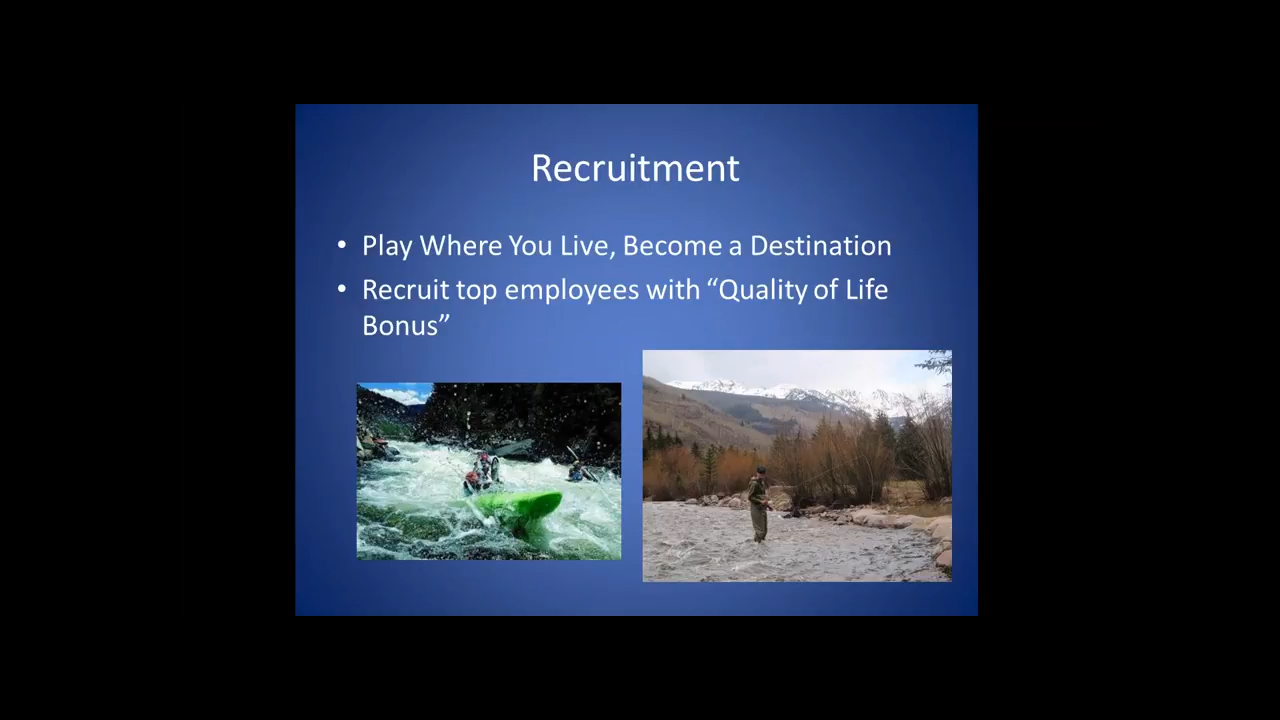 Recruitment
• Play Where You Live, Become a Destination
• Recruit top employees with “Quality of Life
Bonus”